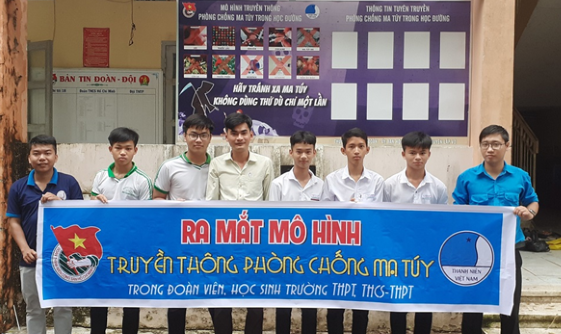 MÔ HÌNH TRUYỀN THÔNG
PHÒNG CHỐNG MA TÚY TRONG HỌC ĐƯỜNG
THÔNG TIN TUYÊN TRUYỀN
PHÒNG CHỐNG MA TÚY TRONG HỌC ĐƯỜNG
HÃY TRÁNH XA MA TÚY
KHÔNG DÙNG THỬ DÙ CHỈ MỘT LẦN
BẢN TIN ĐOÀN - ĐỘI
RA MẮT MÔ HÌNH
TRUYỀN THÔNG PHÒNG CHỐNG MA TÚY
TRONG ĐOÀN VIÊN, HỌC SINH TRƯỜNG THPT, THCS-THPT
THANH NIÊN
VIỆT NAM